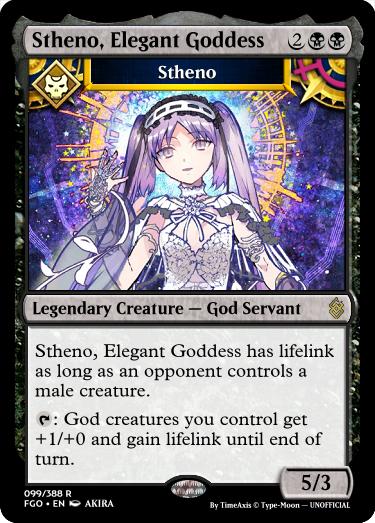 Stheno, Elegant Goddess 2
Stheno
Legendary Creature — God Servant
Stheno, Elegant Goddess has lifelink
as long as an opponent controls a
male creature.
: God creatures you control get
+1/+0 and gain lifelink until end of
turn.
5/3
099/388 R
FGO • EN AKIRA
By TimeAxis © Type-Moon — UNOFFICIAL